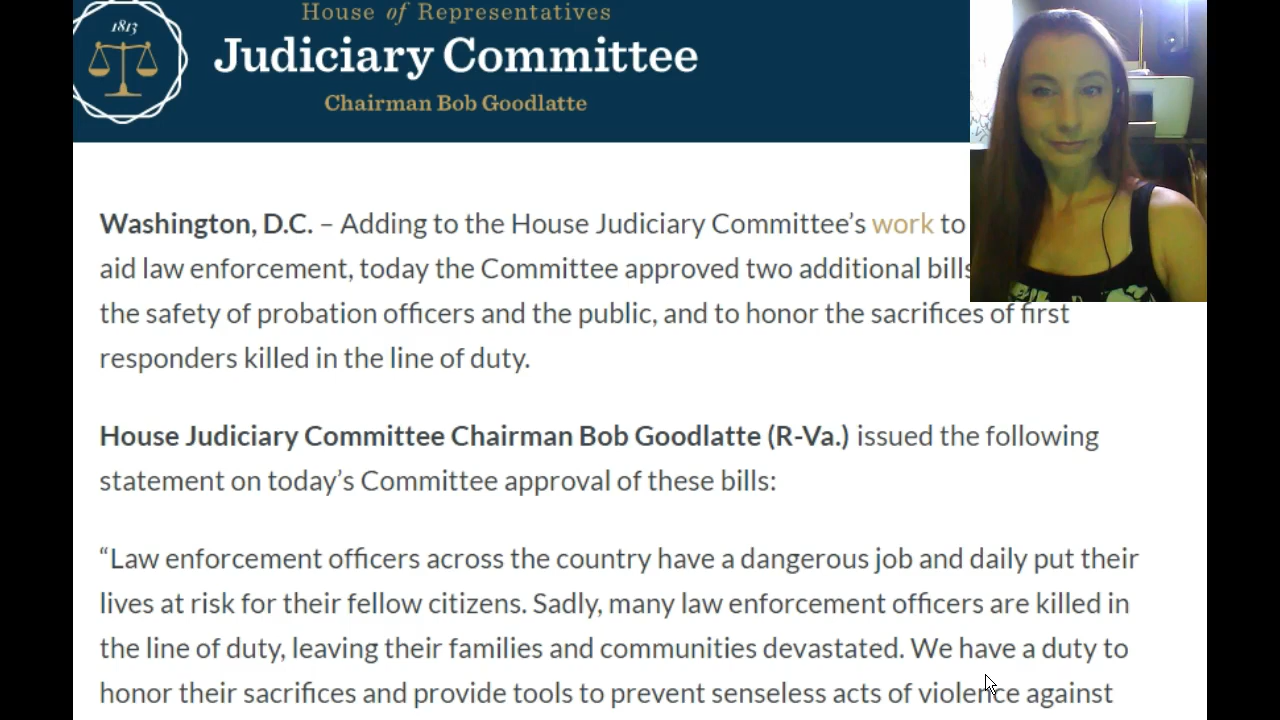 House of Representatives
1813
Judiciary Committee
Chairman Bob Goodlatte
Washington, D.C. – Adding to the House Judiciary Committee’s work to
aid law enforcement, today the Committee approved two additional bills
the safety of probation officers and the public, and to honor the sacrifices of first
responders killed in the line of duty.
House Judiciary Committee Chairman Bob Goodlatte (R-Va.) issued the following
statement on today’s Committee approval of these bills:
“Law enforcement officers across the country have a dangerous job and daily put their
lives at risk for their fellow citizens. Sadly, many law enforcement officers are killed in
the line of duty, leaving their families and communities devastated. We have a duty to
honor their sacrifices and provide tools to prevent senseless acts of violence against